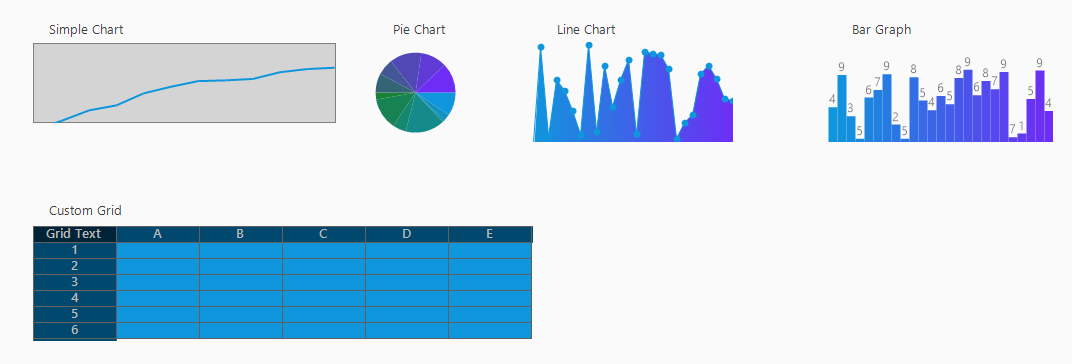 Simple Chart
Pie Chart
Line Chart
Bar Graph
4 9 3 5 6 7 9 2 5 8 5 4 6 5 8 9 6 8 7 9 7 1 5 9 4
Custom Grid
Grid Text A B C D E
1
2
3
4
5
6